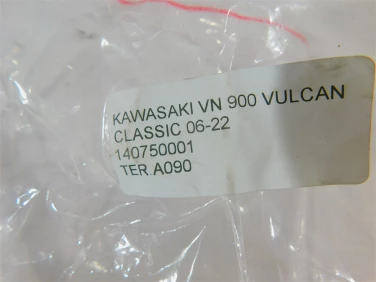 KAWASAKI VN 900 VULCAN
CLASSIC 06-22
140750001
TER.A090